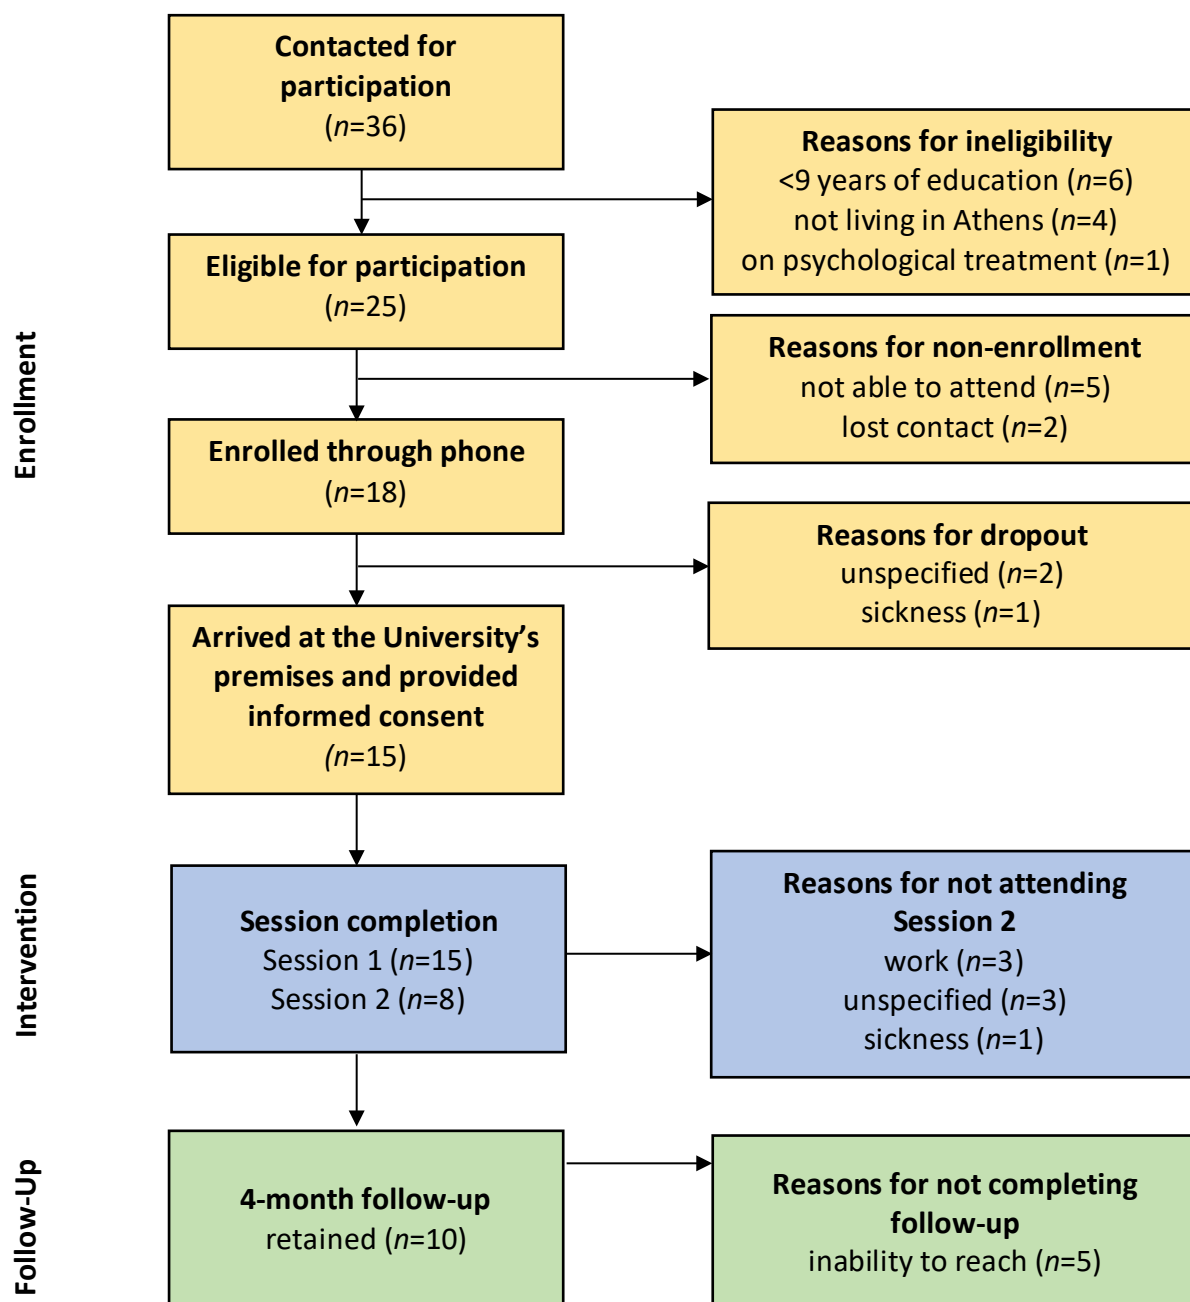 Contacted for
participation
(n=36)
Reasons for ineligibility
<9 years of education (n=6)
not living in Athens (n=4)
on psychological treatment (n=1)
Eligible for participation
(n=25)
Reasons for non-enrollment
not able to attend (n=5)
lost contact (n=2)
Enrollment
Enrolled through phone
(n=18)
Reasons for dropout
unspecified (n=2)
sickness (n=1)
Arrived at the University’s
premises and provided
informed consent
(n=15)
Intervention
Session completion
Session 1 (n=15)
Session 2 (n=8)
Reasons for not attending
Session 2
work (n=3)
unspecified (n=3)
sickness (n=1)
Follow-Up
4-month follow-up
retained (n=10)
Reasons for not completing
follow-up
inability to reach (n=5)